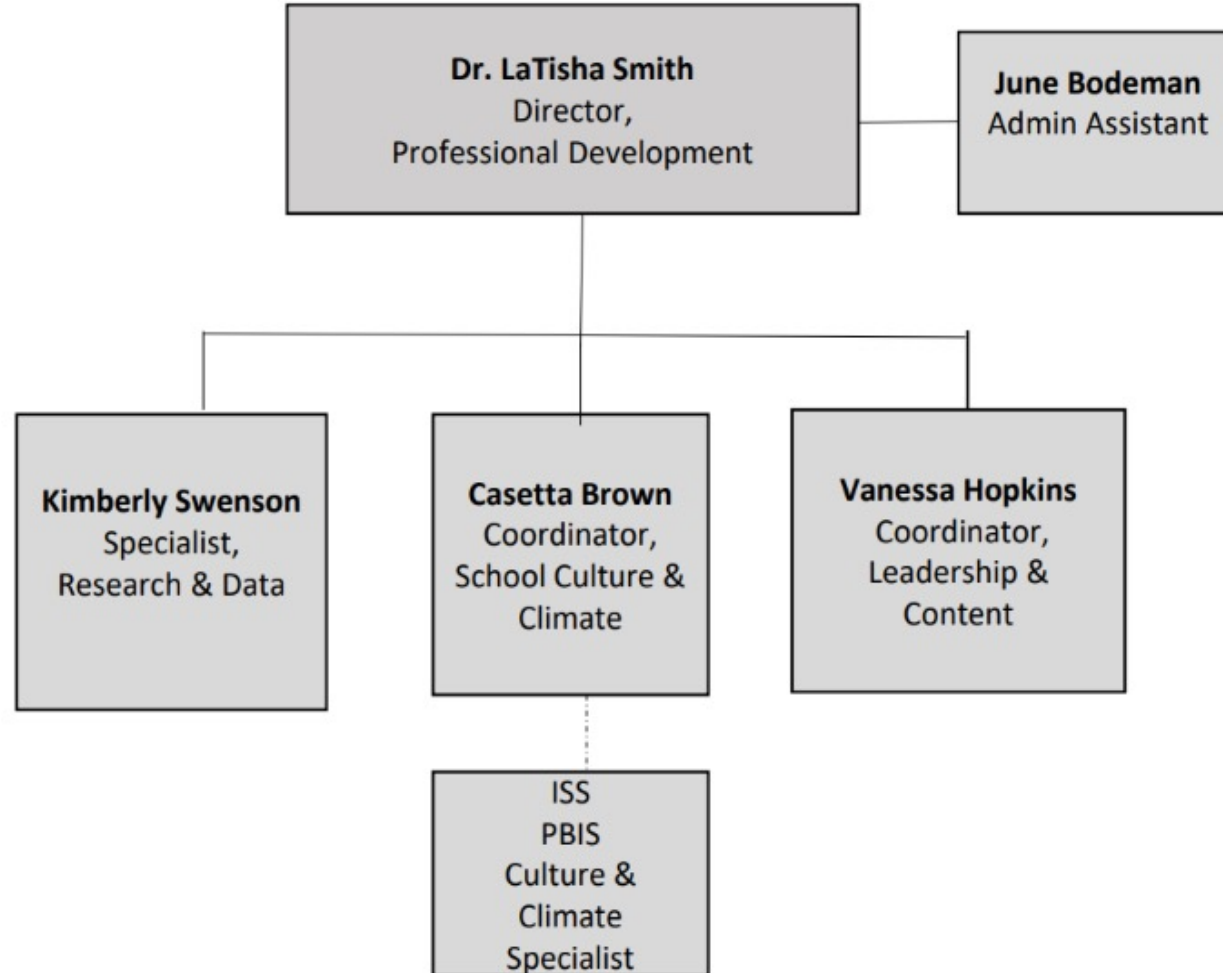 Dr. LaTisha Smith
Director,
Professional Development
June Bodeman
Admin Assistant
Kimberly Swenson
Specialist,
Research & Data
Casetta Brown
Coordinator,
School Culture &
Climate
Vanessa Hopkins
Coordinator,
Leadership &
Content
ISS
PBIS
Culture &
Climate
Specialist